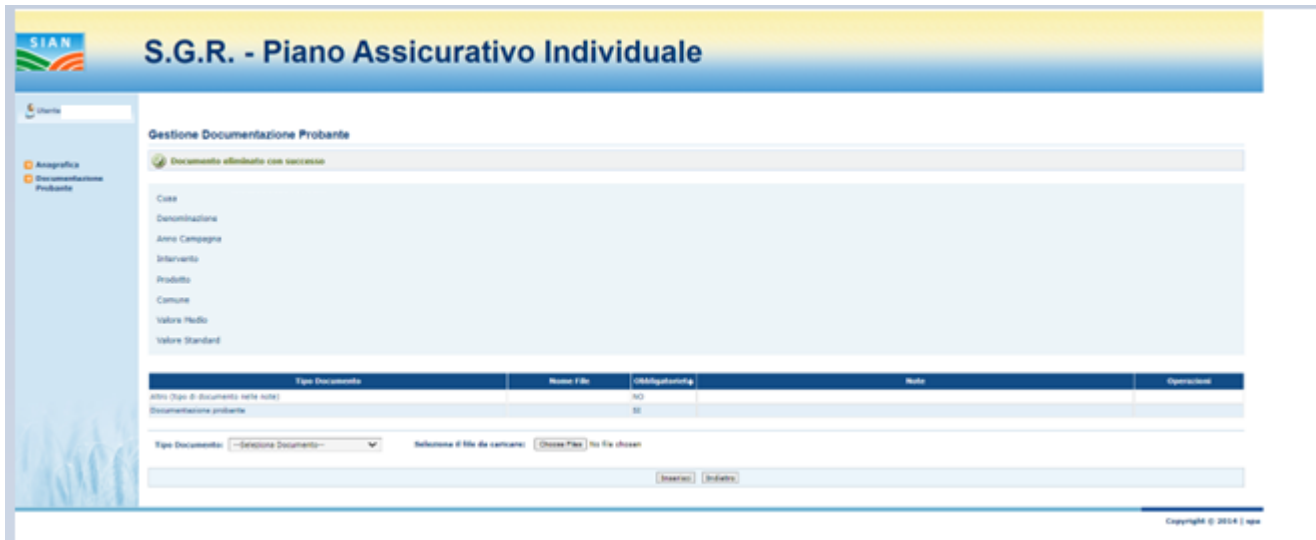 SIAN
S.G.R. - Piano Assicurativo Individuale
Utente
Anagrafica
Documentazione
Probante
Gestione Documentazione Probante
Documento eliminato con successo
Cuaa
Denominazione
Anno Campagna
Intervento
Prodotto
Comune
Valore Medio
Valore Standard
Tipo Documento Nome File Note Operazioni
Altro (tipo di documento nelle note) NO
Documentazione probante SI
Tipo Documento: --Seleziona Documento-- Seleziona il file da caricare: Choose Files No file chosen
Inserisci Indietro
Copyright © 2014 |